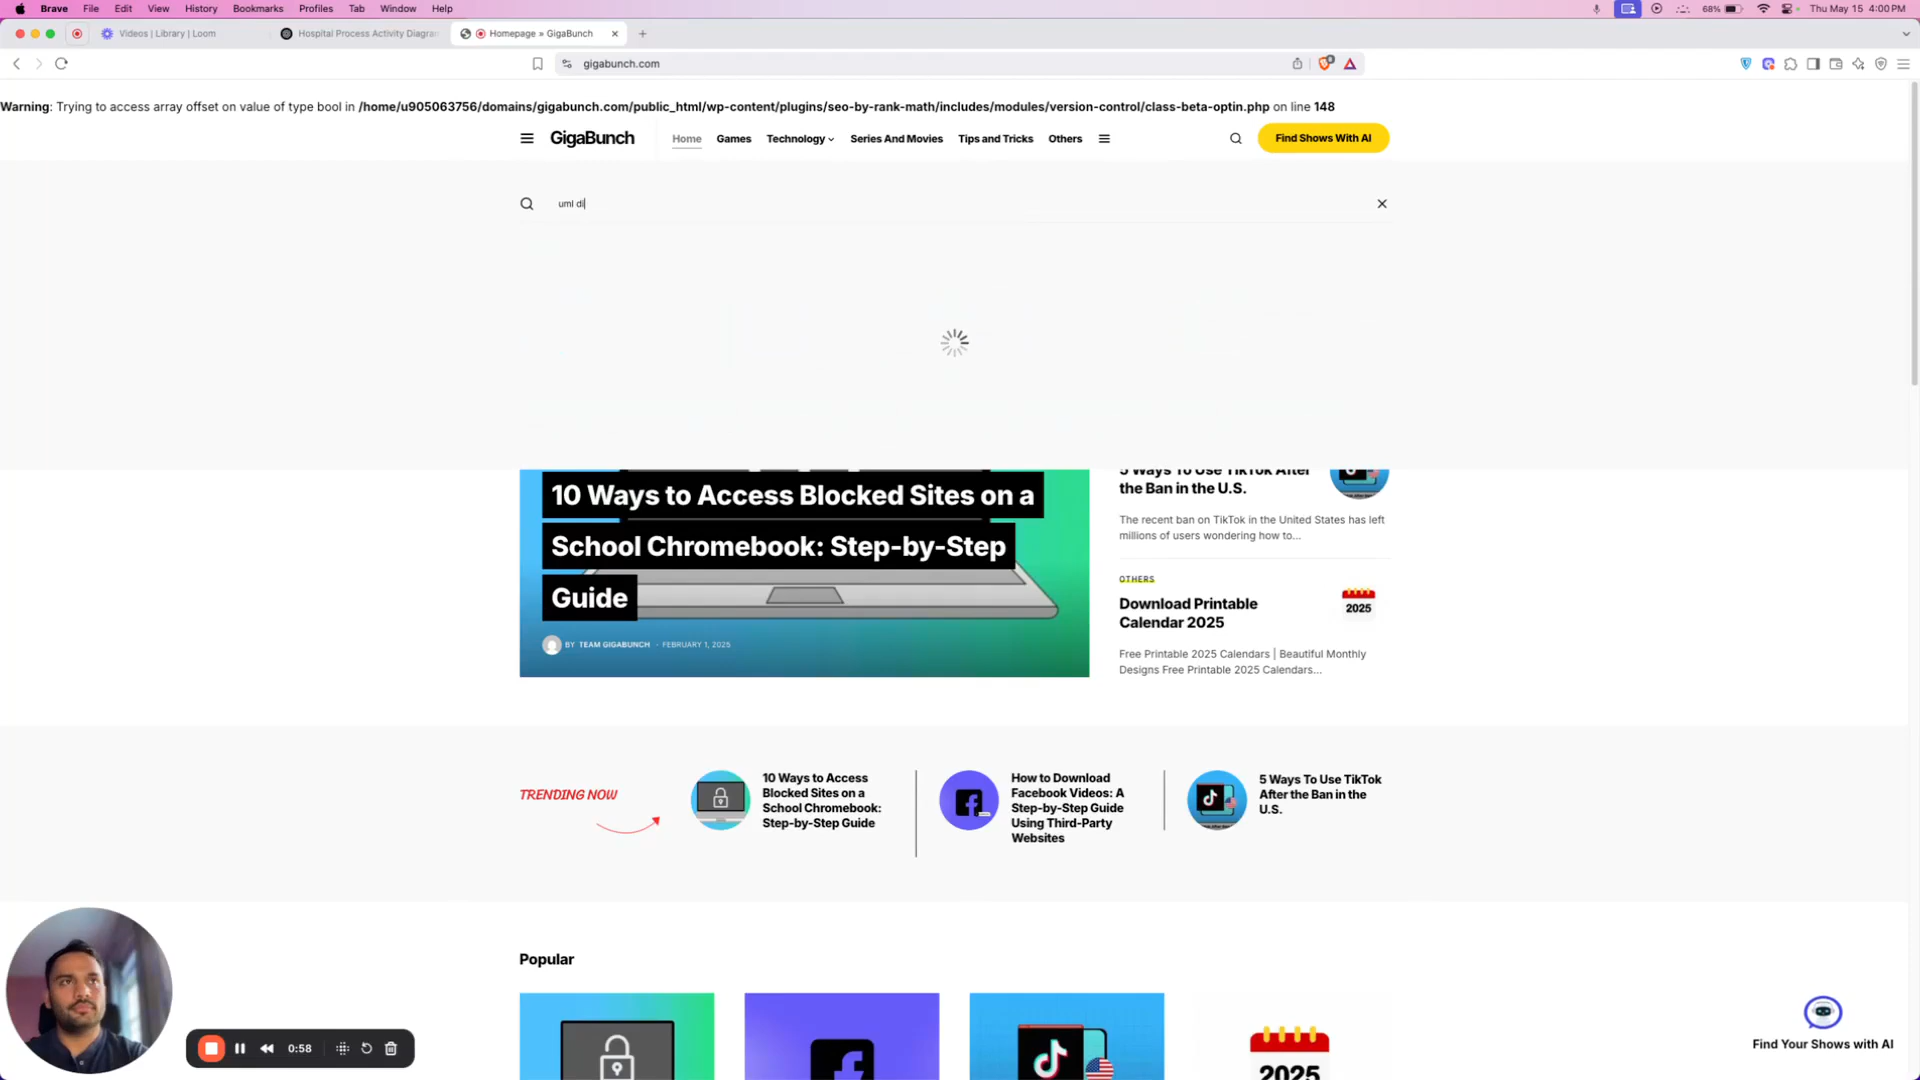 Brave File Edit View History Bookmarks Profiles Tab Window Help 68% Thu May 15 4:00PM
Videos | Library | Loom Hospital Process Activity Diagram Homepage » GigaBunch
gigabunch.com
Warning: Trying to access array offset on value of type bool in /home/u905063756/domains/gigabunch.com/public_html/wp-content/plugins/seo-by-rank-math/includes/modules/version-control/class-beta-optin.php on line 148
GigaBunch Home Games Technology Series And Movies Tips and Tricks Others Find Shows With AI
uml di
10 Ways to Access Blocked Sites on a
School Chromebook: Step-by-Step
Guide
BY TEAM GIGABUNCH - FEBRUARY 1, 2025
5 Ways To Use TikTok After
the Ban in the U.S.
The recent ban on TikTok in the United States has left
millions of users wondering how to...
OTHERS
Download Printable
Calendar 2025
2025
Free Printable 2025 Calendars | Beautiful Monthly
Designs Free Printable 2025 Calendars...
TRENDING NOW
10 Ways to Access
Blocked Sites on a
School Chromebook:
Step-by-Step Guide
How to Download
Facebook Videos: A
Step-by-Step Guide
Using Third-Party
Websites
5 Ways To Use TikTok
After the Ban in the
U.S.
Popular
2025
0:58
Find Your Shows with AI